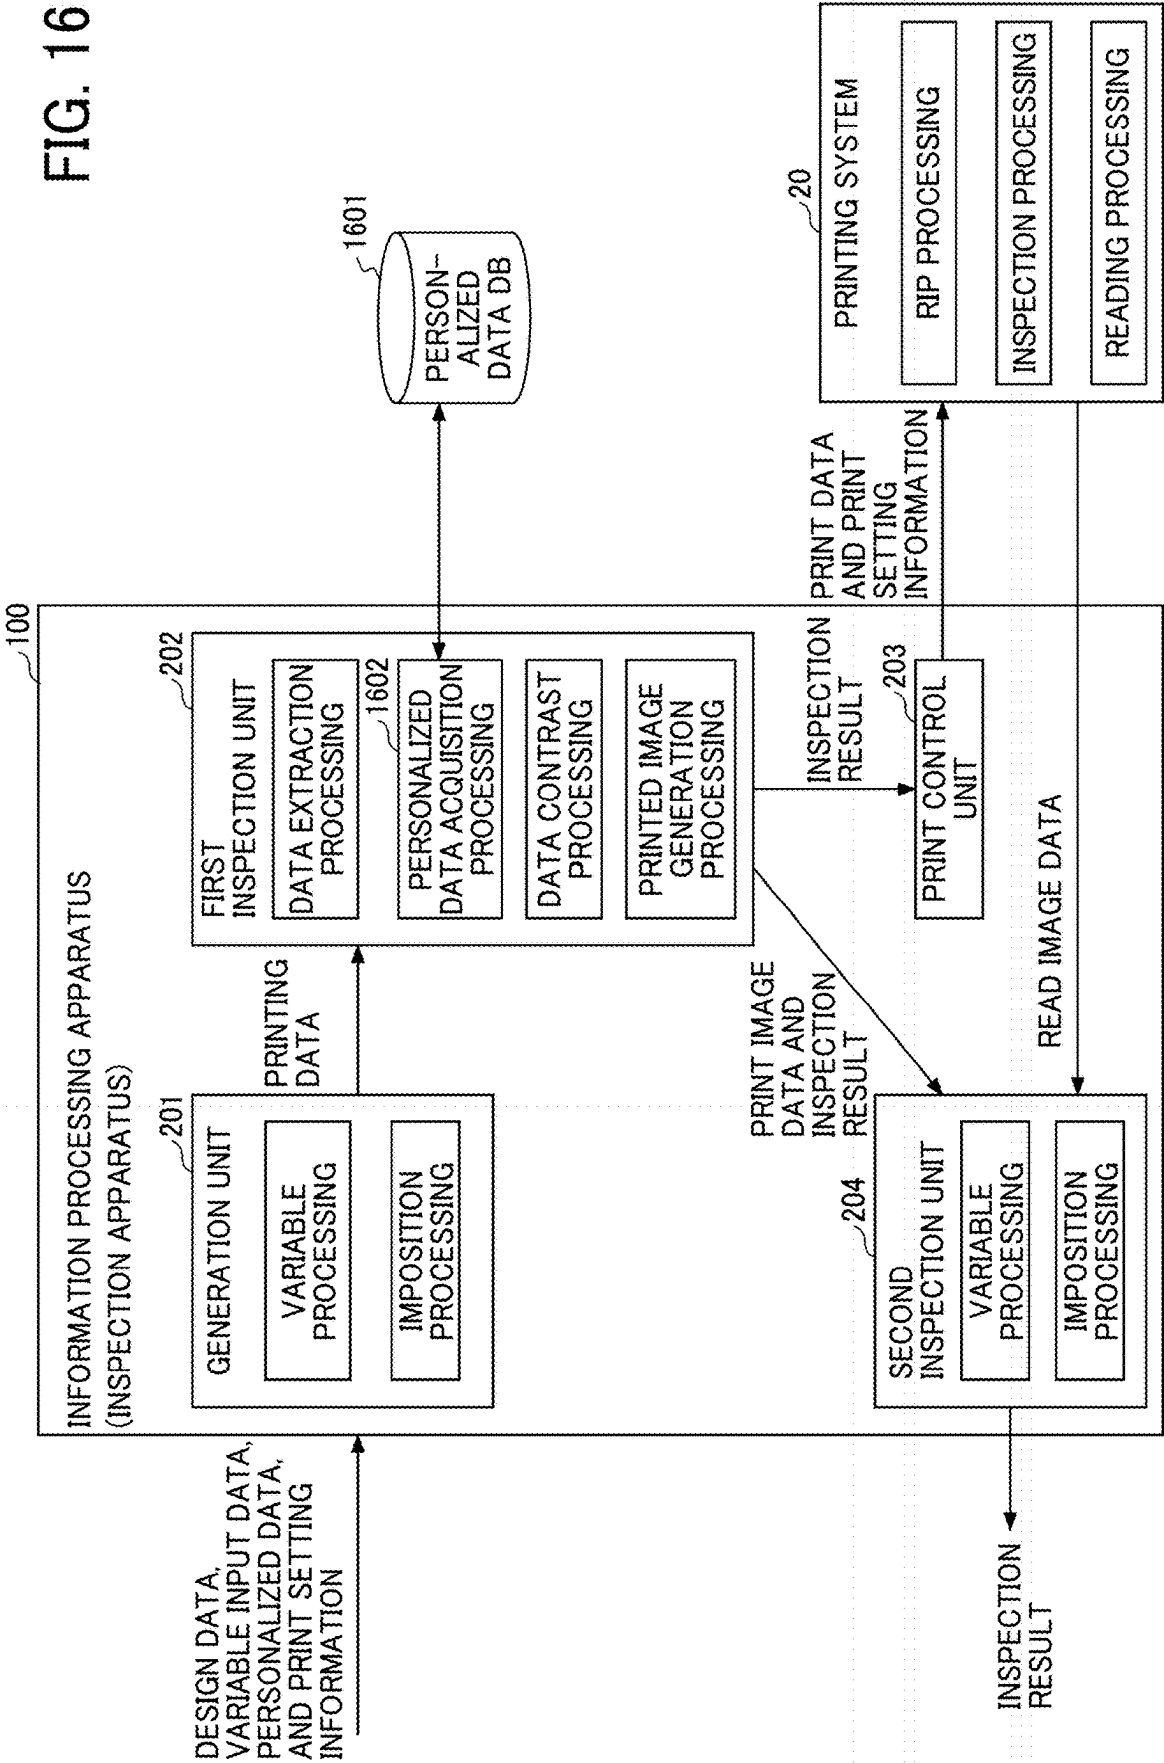 FIG. 16
100
INFORMATION PROCESSING APPARATUS
(INSPECTION APPARATUS)
DESIGN DATA,
VARIABLE INPUT DATA,
PERSONALIZED DATA,
AND PRINT SETTING
INFORMATION
201
GENERATION UNIT
VARIABLE
PROCESSING
IMPOSITION
PROCESSING
PRINTING
DATA
202
FIRST
INSPECTION UNIT
DATA EXTRACTION
PROCESSING
1602
PERSONALIZED
DATA ACQUISITION
PROCESSING
DATA CONTRAST
PROCESSING
PRINTED IMAGE
GENERATION
PROCESSING
1601
PERSON-
ALIZED
DATA DB
INSPECTION
RESULT
203
PRINT CONTROL
UNIT
PRINT DATA
AND PRINT
SETTING
INFORMATION
20
PRINTING SYSTEM
RIP PROCESSING
INSPECTION PROCESSING
READING PROCESSING
PRINT IMAGE
DATA AND
INSPECTION
RESULT
READ IMAGE DATA
204
SECOND
INSPECTION UNIT
VARIABLE
PROCESSING
IMPOSITION
PROCESSING
INSPECTION
RESULT